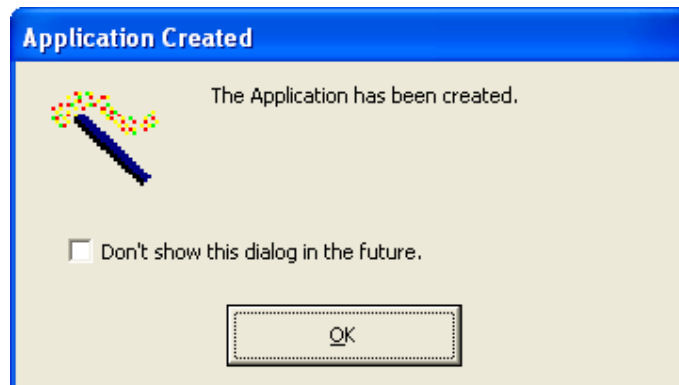 Application Created
The Application has been created.
Don't show this dialog in the future.
OK